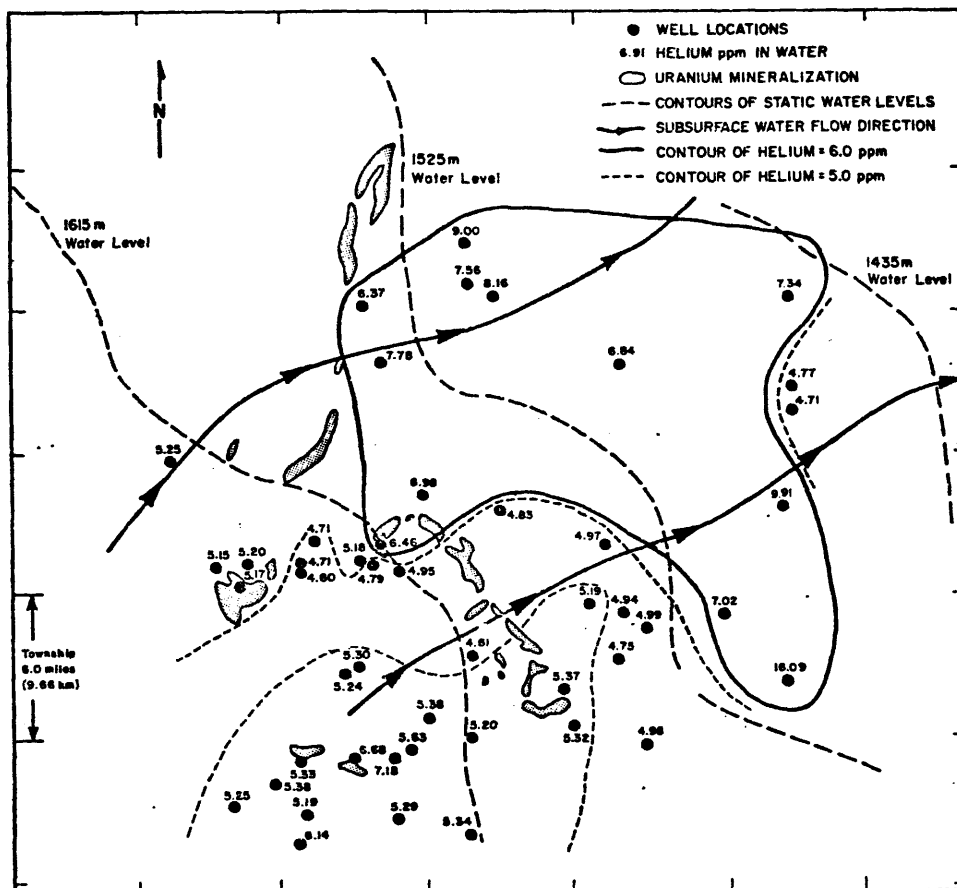 WELL LOCATIONS
6.91 HELIUM ppm IN WATER
URANIUM MINERALIZATION
CONTOURS OF STATIC WATER LEVELS
SUBSURFACE WATER FLOW DIRECTION
CONTOUR OF HELIUM = 6.0 ppm
CONTOUR OF HELIUM = 5.0 ppm
N
1525m
Water Level
1615m
Water Level
1435m
Water Level
9.00
7.56
8.16
7.34
6.37
7.78
6.84
4.77
4.71
5.25
6.98
9.91
4.83
4.71
6.46
4.97
5.18
5.15
5.20
4.71
4.79
4.95
4.60
5.17
5.19
4.94
4.99
7.02
Township
6.0 miles
(9.66 km)
4.61
4.75
5.30
5.24
5.37
16.09
5.38
5.20
5.32
4.98
5.63
6.68
7.18
5.33
5.38
5.25
5.19
5.29
5.34
6.14